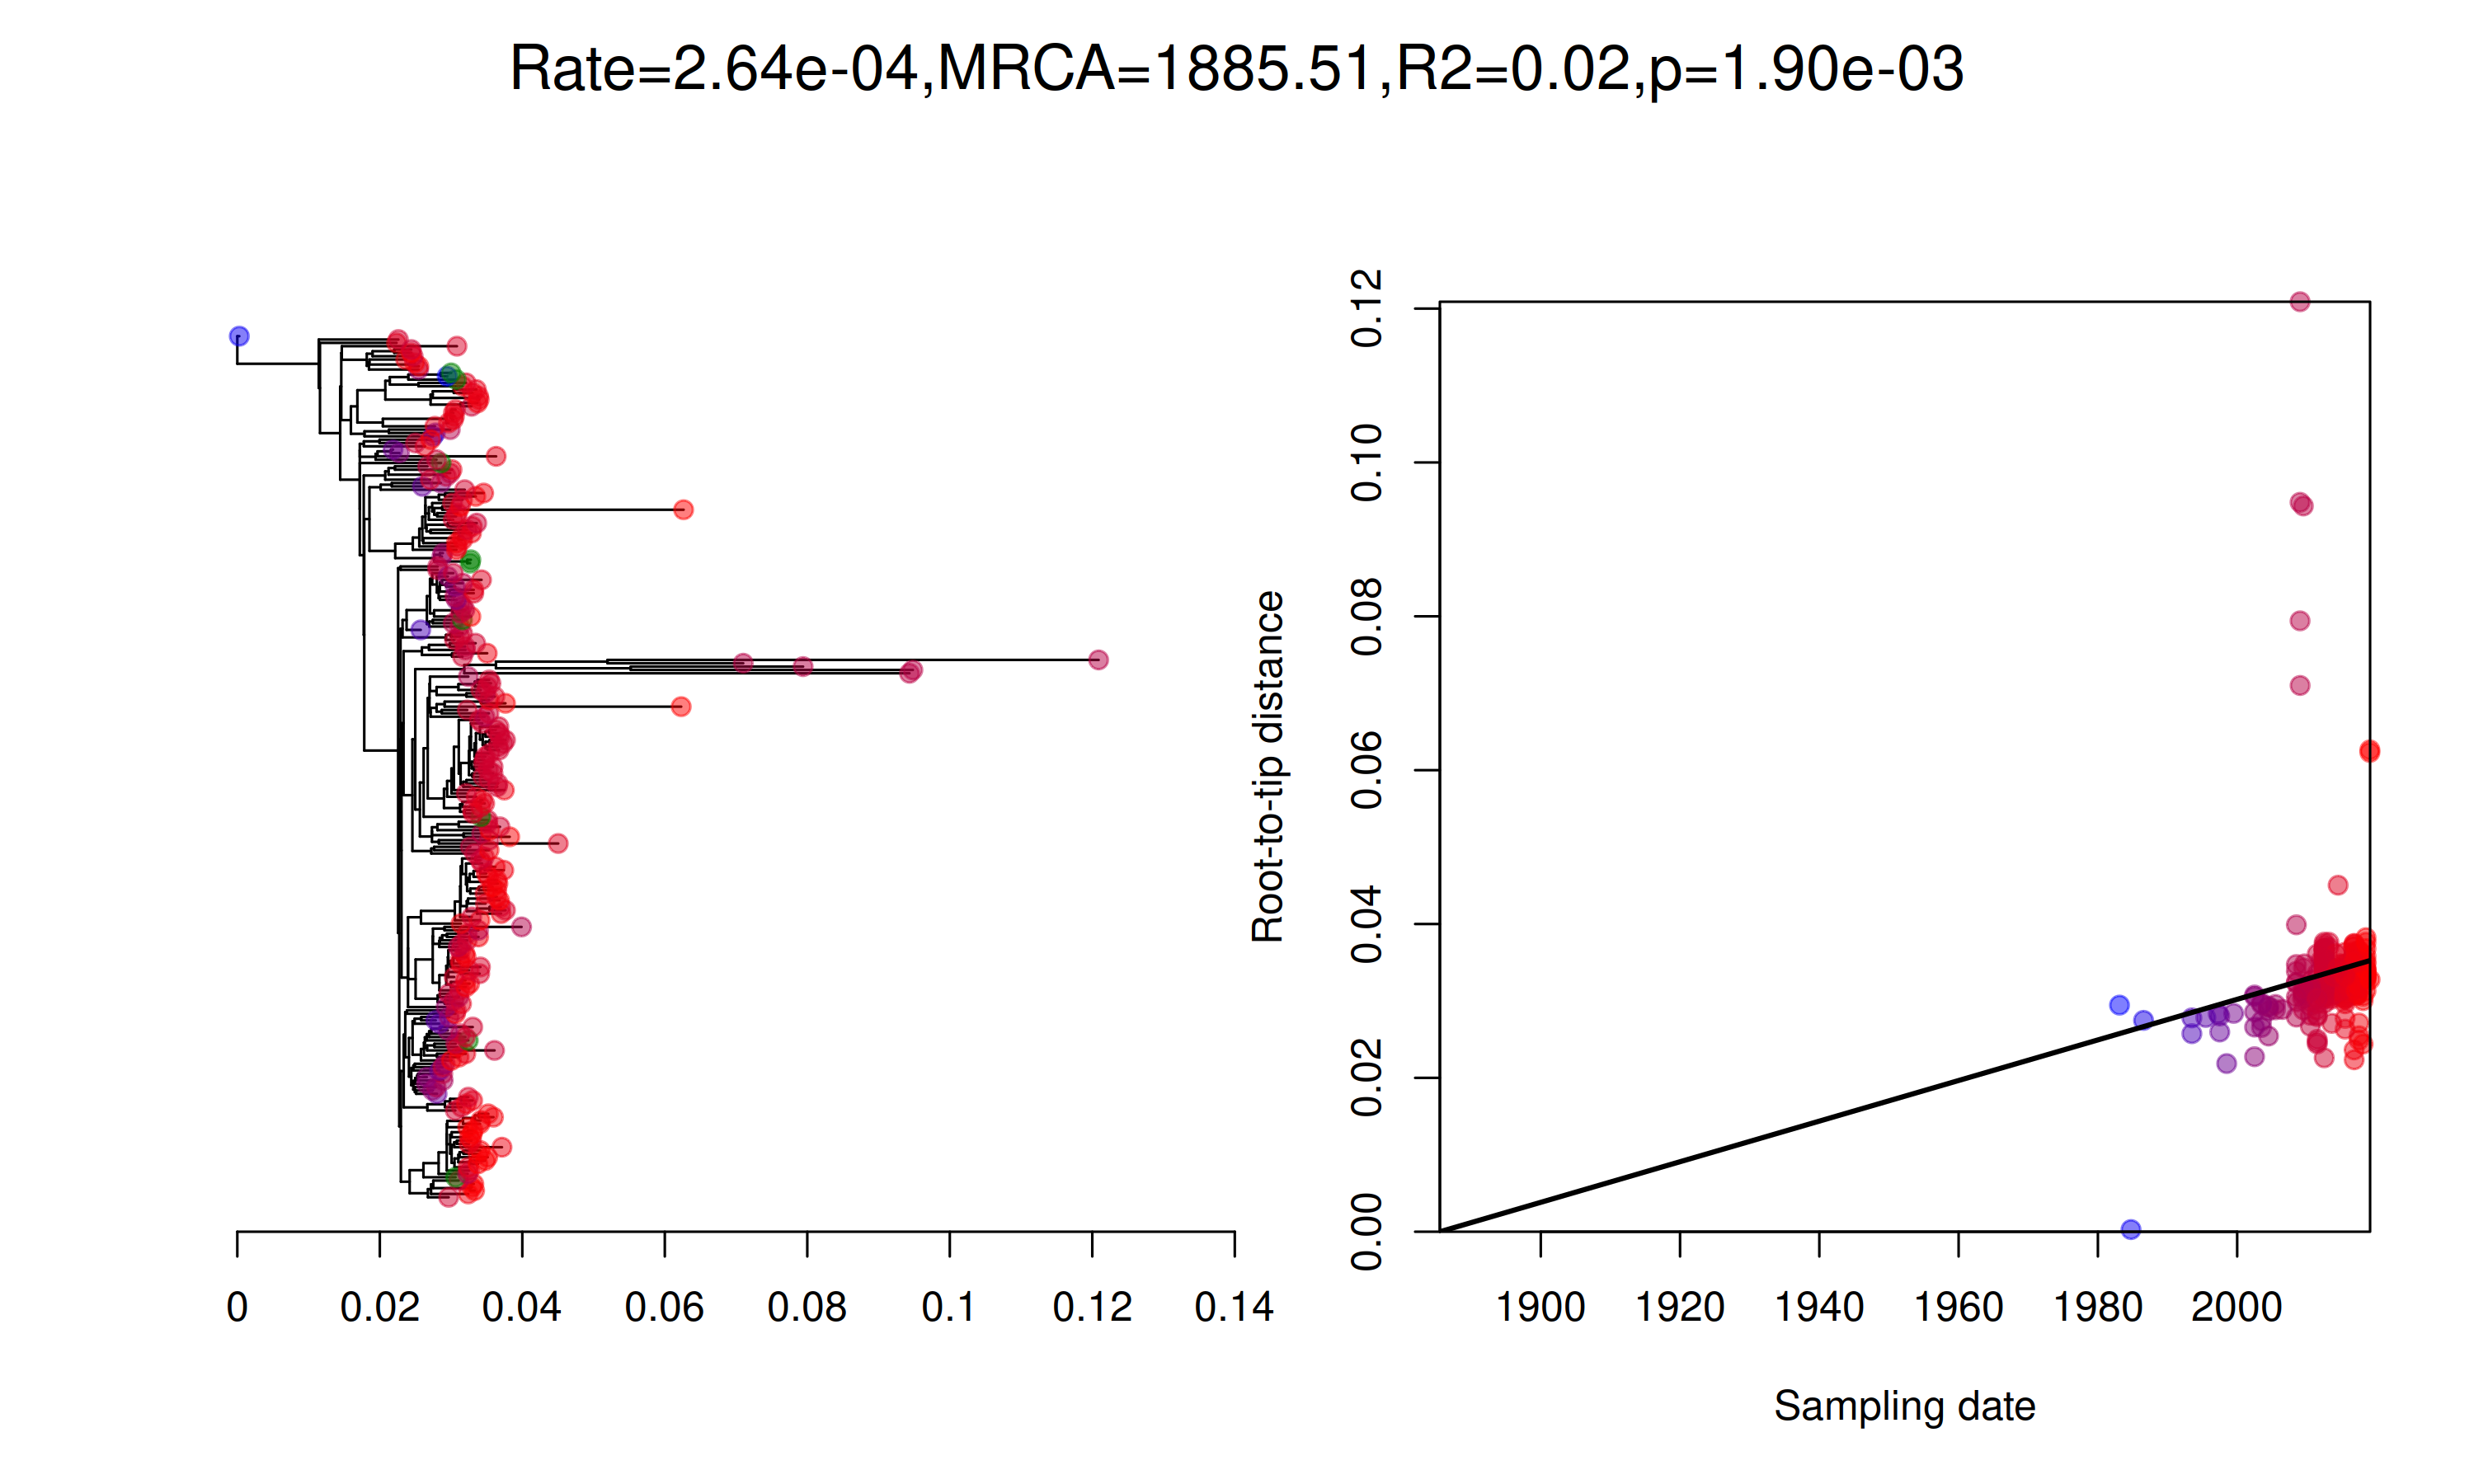 Rate=2.64e-04,MRCA=1885.51,R2=0.02,p=1.90e-03
0 0.02 0.04 0.06 0.08 0.1 0.12 0.14
Root-to-tip distance
0.00 0.02 0.04 0.06 0.08 0.10 0.12
1900 1920 1940 1960 1980 2000
Sampling date